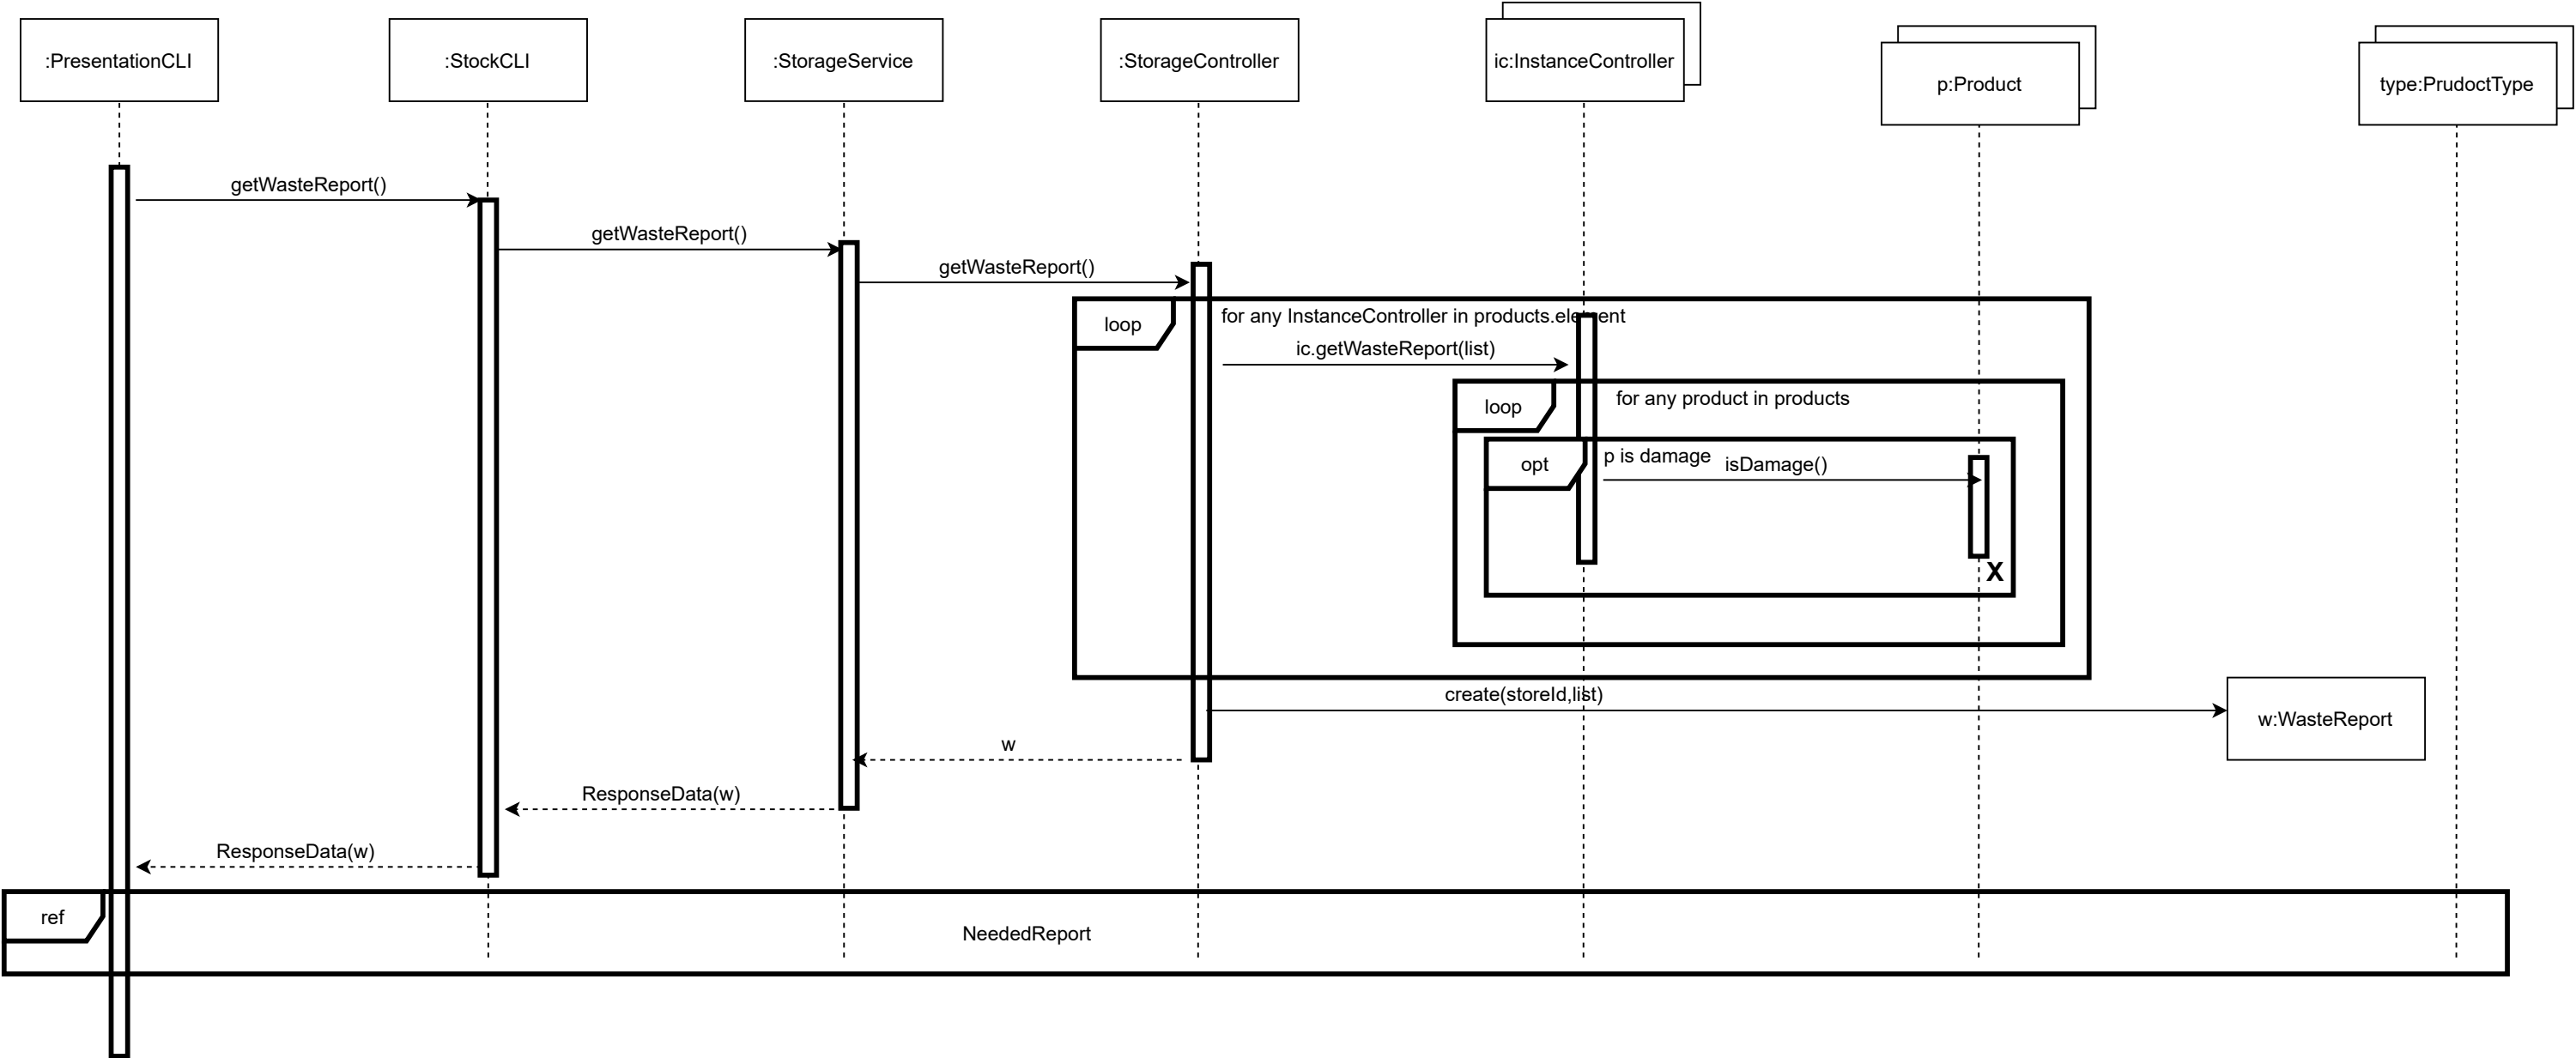 :PresentationCLI
:StockCLI
:StorageService
:StorageController
ic:InstanceController
p:Product
type:PrudoctType
getWasteReport()
getWasteReport()
getWasteReport()
loop
for any InstanceController in products.element
ic.getWasteReport(list)
loop
for any product in products
opt
p is damage
isDamage()
X
create(storeId,list)
w:WasteReport
w
ResponseData(w)
ResponseData(w)
ref
NeededReport